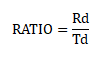 RATIO = Rd/Td